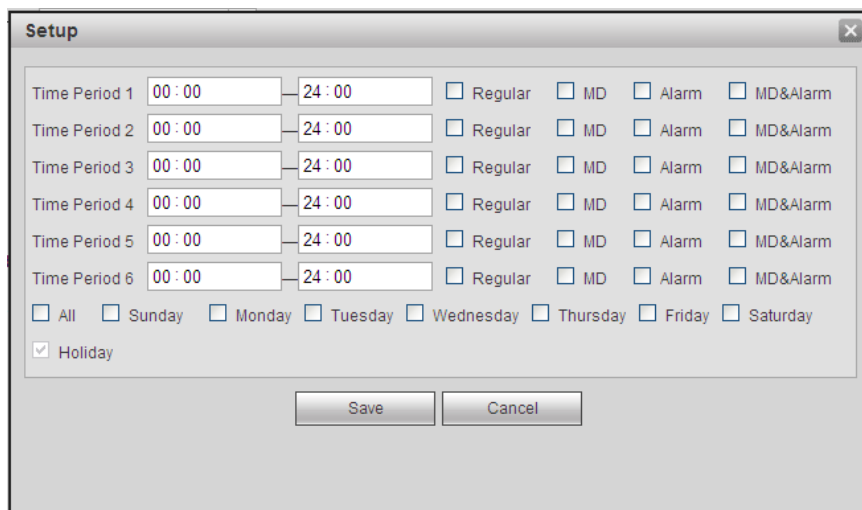 Setup
Time Period 1 00:00 — 24:00 Regular MD Alarm MD&Alarm
Time Period 2 00:00 — 24:00 Regular MD Alarm MD&Alarm
Time Period 3 00:00 — 24:00 Regular MD Alarm MD&Alarm
Time Period 4 00:00 — 24:00 Regular MD Alarm MD&Alarm
Time Period 5 00:00 — 24:00 Regular MD Alarm MD&Alarm
Time Period 6 00:00 — 24:00 Regular MD Alarm MD&Alarm
All Sunday Monday Tuesday Wednesday Thursday Friday Saturday
Holiday
Save Cancel